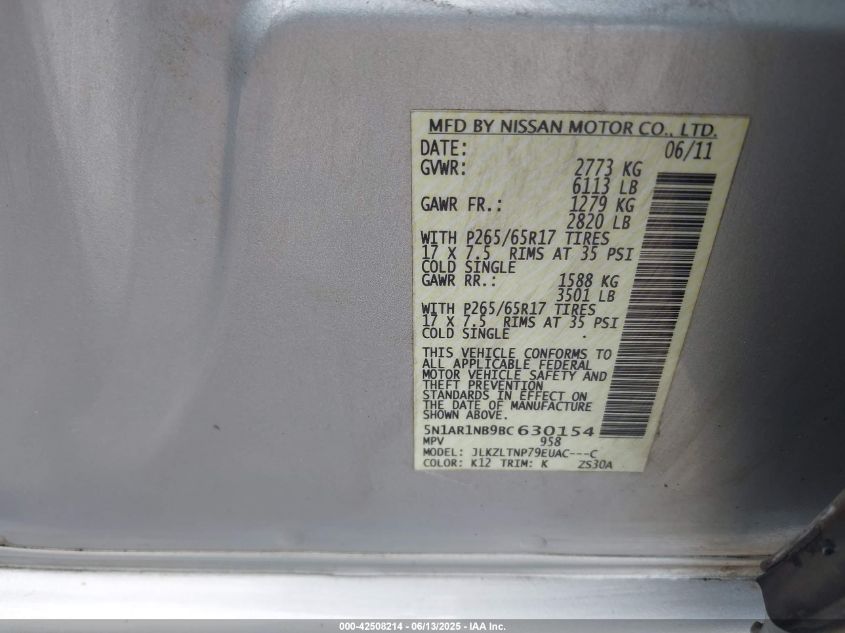 MFD BY NISSAN MOTOR CO., LTD.
DATE: 06/11
GVWR: 2773 KG
6113 LB
GAWR FR.: 1279 KG
2820 LB
WITH P265/65R17 TIRES
17 X 7.5 RIMS AT 35 PSI
COLD SINGLE
GAWR RR.: 1588 KG
3501 LB
WITH P265/65R17 TIRES
17 X 7.5 RIMS AT 35 PSI
COLD SINGLE
THIS VEHICLE CONFORMS TO
ALL APPLICABLE FEDERAL
MOTOR VEHICLE SAFETY AND
THEFT PREVENTION
STANDARDS IN EFFECT ON
THE DATE OF MANUFACTURE
SHOWN ABOVE.
5N1AR1NB9BC630154
MPV 958
MODEL: JLKZLTNP79EUAC---C
COLOR: K12 TRIM: K ZS30A
000-42508214 - 06/13/2025 - IAA Inc.